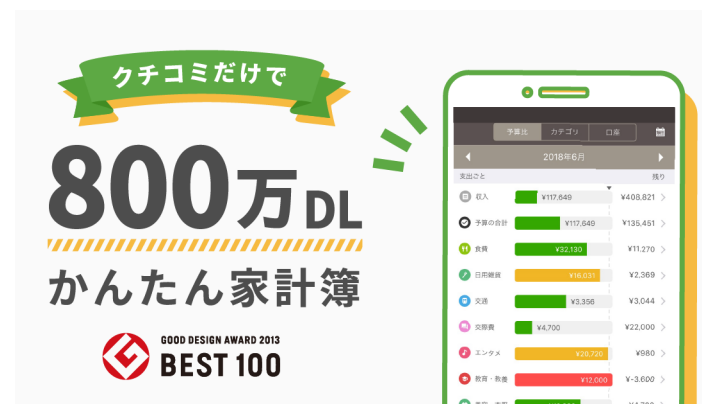 クチコミだけで
800万DL
かんたん家計簿
GOOD DESIGN AWARD 2013
BEST 100
予算比 カテゴリ 口座
2018年6月
支出ごと 残り
収入 ¥117,649 ¥408,821
予算の合計 ¥117,649 ¥135,451
食費 ¥32,130 ¥11,270
日用雑貨 ¥16,031 ¥2,369
交通 ¥3,356 ¥3,044
交際費 ¥4,700 ¥22,000
エンタメ ¥20,720 ¥980
教育・教養 ¥12,000 ¥-3,600